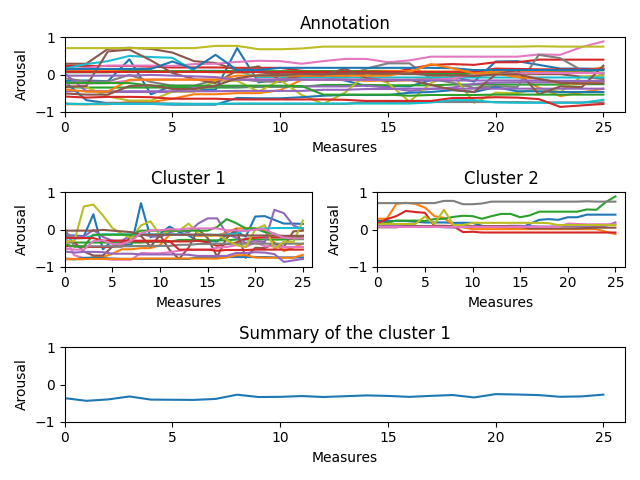 Annotation
1
0
−1
Arousal
0 5 10 15 20 25
Measures
Cluster 1
1
0
−1
Arousal
0 5 10 15 20 25
Measures
Cluster 2
1
0
−1
Arousal
0 5 10 15 20 25
Measures
Summary of the cluster 1
1
0
−1
Arousal
0 5 10 15 20 25
Measures